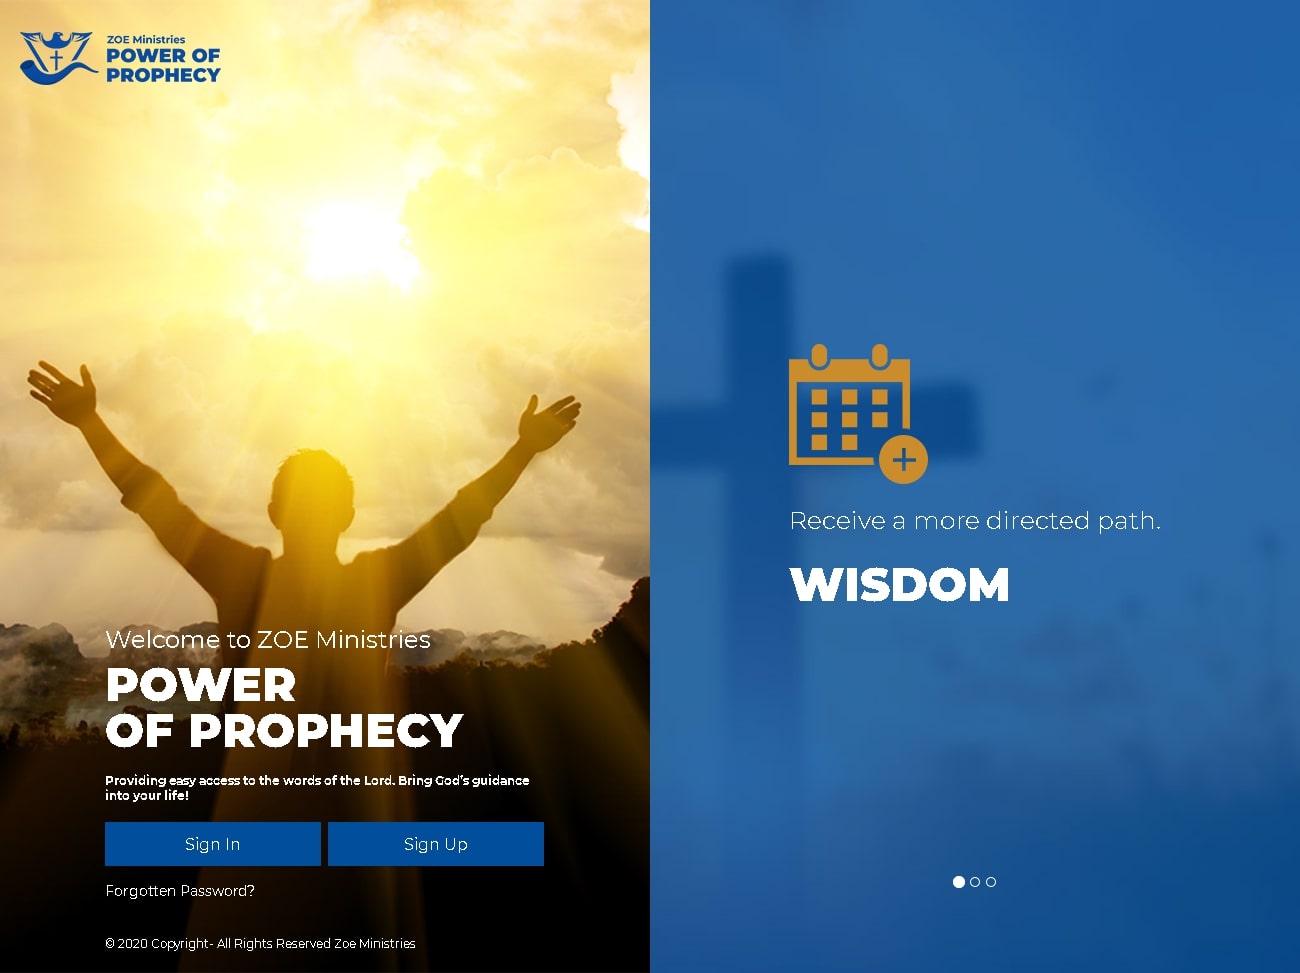 ZOE Ministries
POWER OF
PROPHECY
Welcome to ZOE Ministries
POWER
OF PROPHECY
Providing easy access to the words of the Lord. Bring God's guidance
into your life!
Sign In
Sign Up
Forgotten Password?
© 2020 Copyright- All Rights Reserved Zoe Ministries
Receive a more directed path.
WISDOM